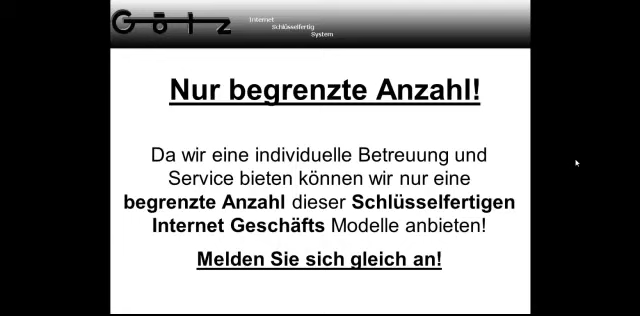 Götz
Internet
Schlüsselfertig
System
Nur begrenzte Anzahl!
Da wir eine individuelle Betreuung und
Service bieten können wir nur eine
begrenzte Anzahl dieser Schlüsselfertigen
Internet Geschäfts Modelle anbieten!
Melden Sie sich gleich an!